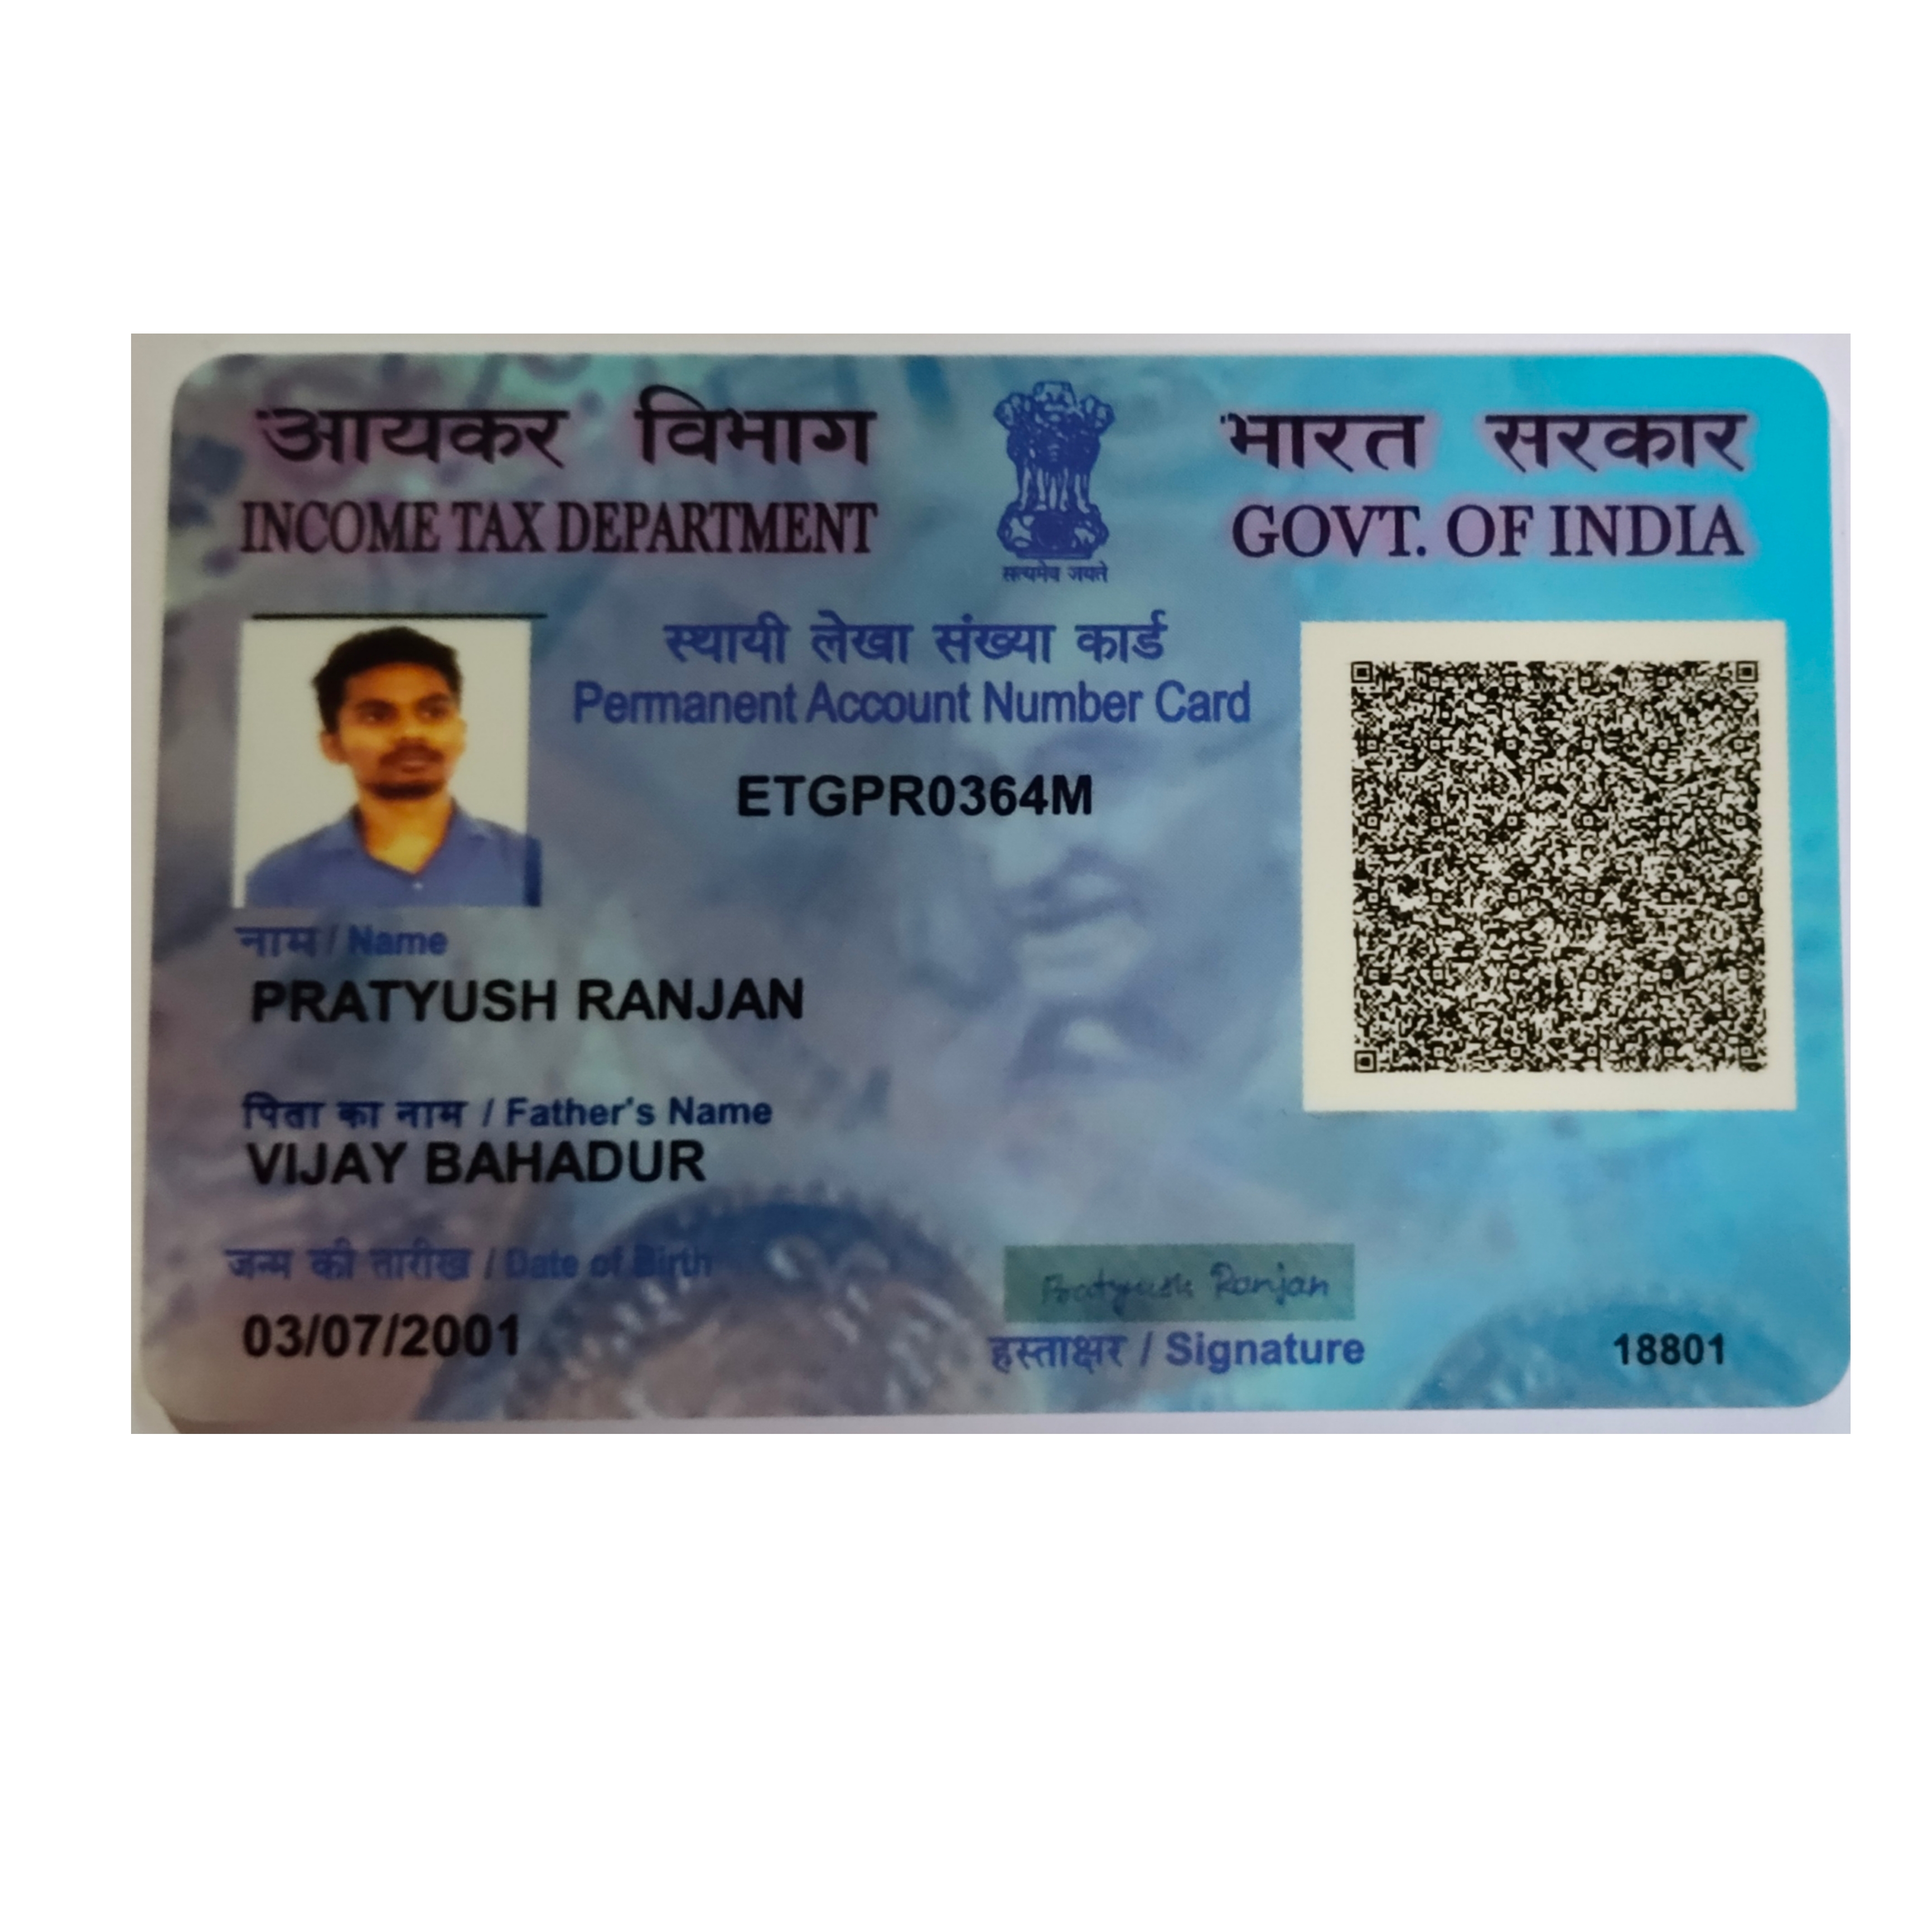 आयकर विभाग
INCOME TAX DEPARTMENT
सत्यमेव जयते
भारत सरकार
GOVT. OF INDIA
स्थायी लेखा संख्या कार्ड
Permanent Account Number Card
ETGPR0364M
नाम / Name
PRATYUSH RANJAN
पिता का नाम / Father's Name
VIJAY BAHADUR
जन्म की तारीख / Date of Birth
03/07/2001
Pratyush Ranjan
हस्ताक्षर / Signature
18801